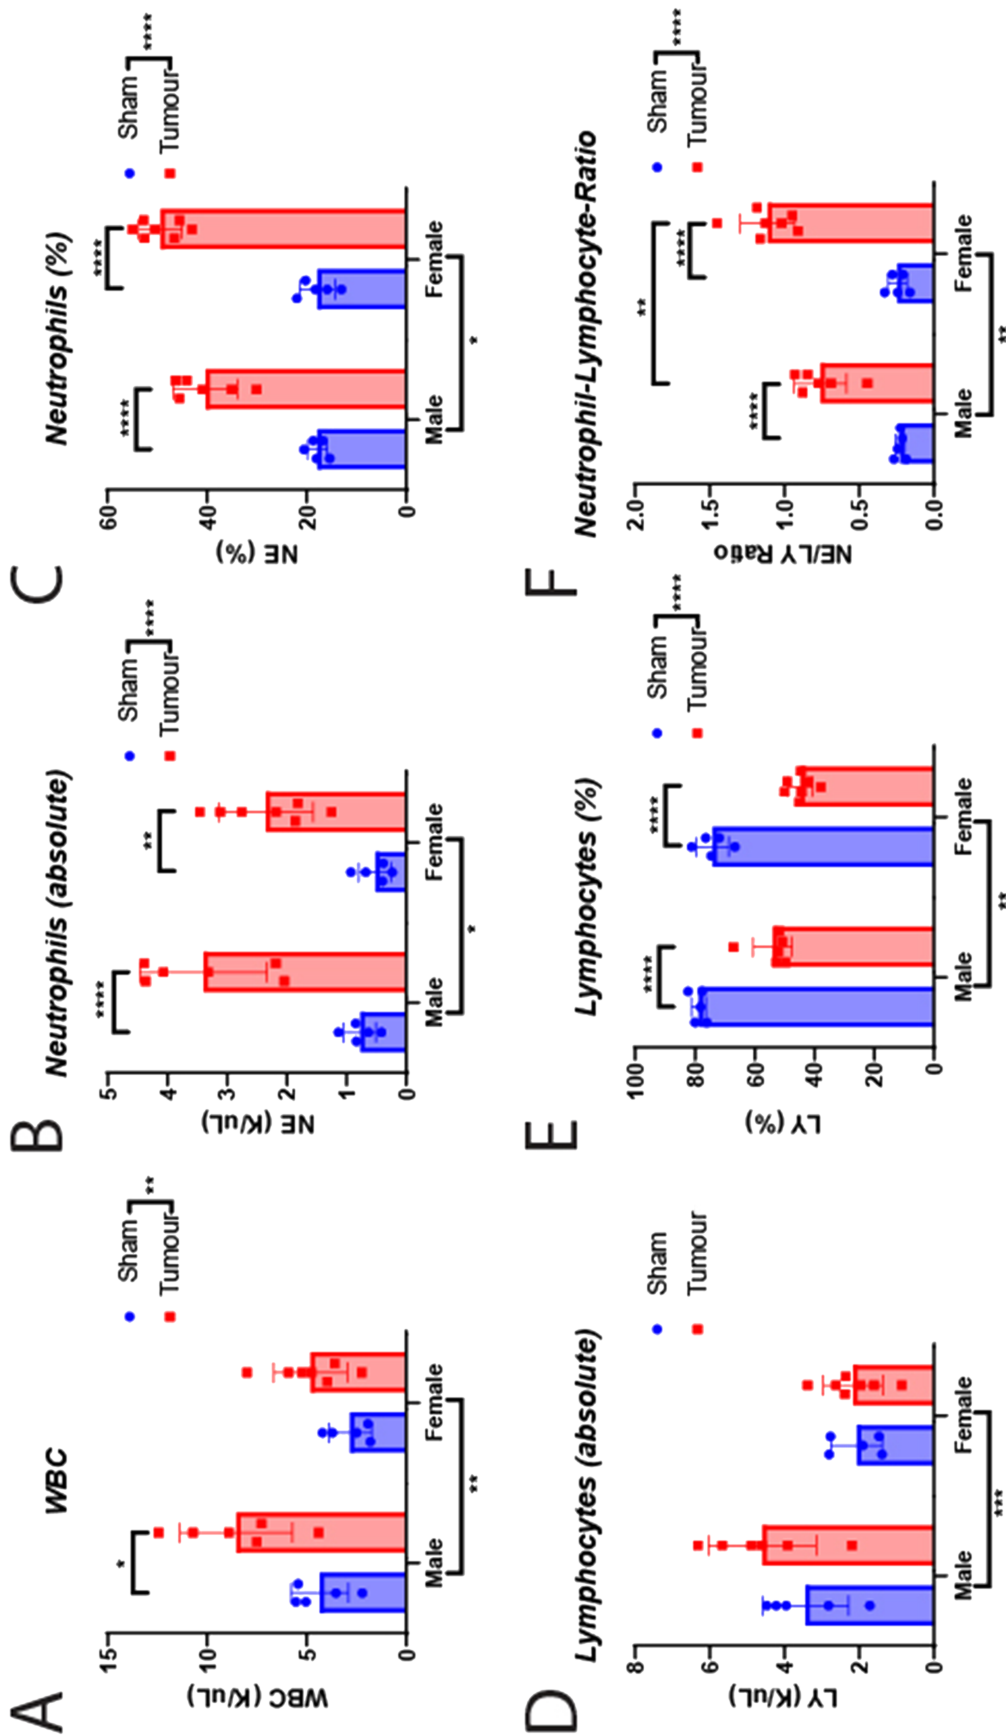 A
WBC
WBC (K/uL)
15
10
5
0
Male
Female
Sham
Tumour
**
*
**
B
Neutrophils (absolute)
NE (K/uL)
5
4
3
2
1
0
Male
Female
Sham
Tumour
****
****
**
*
C
Neutrophils (%)
NE (%)
60
40
20
0
Male
Female
Sham
Tumour
****
****
****
*
D
Lymphocytes (absolute)
LY (K/uL)
8
6
4
2
0
Male
Female
Sham
Tumour
***
E
Lymphocytes (%)
LY (%)
100
80
60
40
20
0
Male
Female
Sham
Tumour
****
****
****
**
F
Neutrophil-Lymphocyte-Ratio
NE/LY Ratio
2.0
1.5
1.0
0.5
0.0
Male
Female
Sham
Tumour
****
**
****
****
**